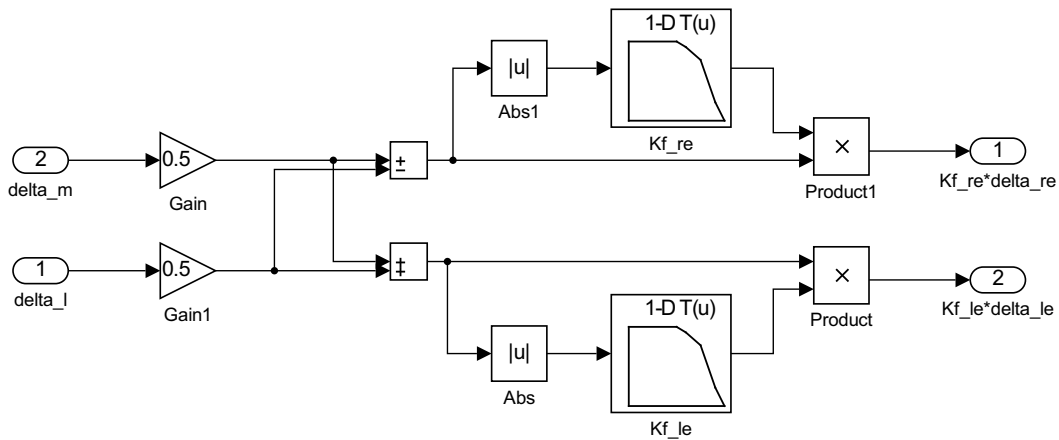 1-D T(u)
|u|
Abs1
Kf_re
2
delta_m
0.5
Gain
+
−
×
Product1
1
Kf_re*delta_re
1
delta_l
0.5
Gain1
+
+
×
Product
2
Kf_le*delta_le
1-D T(u)
|u|
Abs
Kf_le